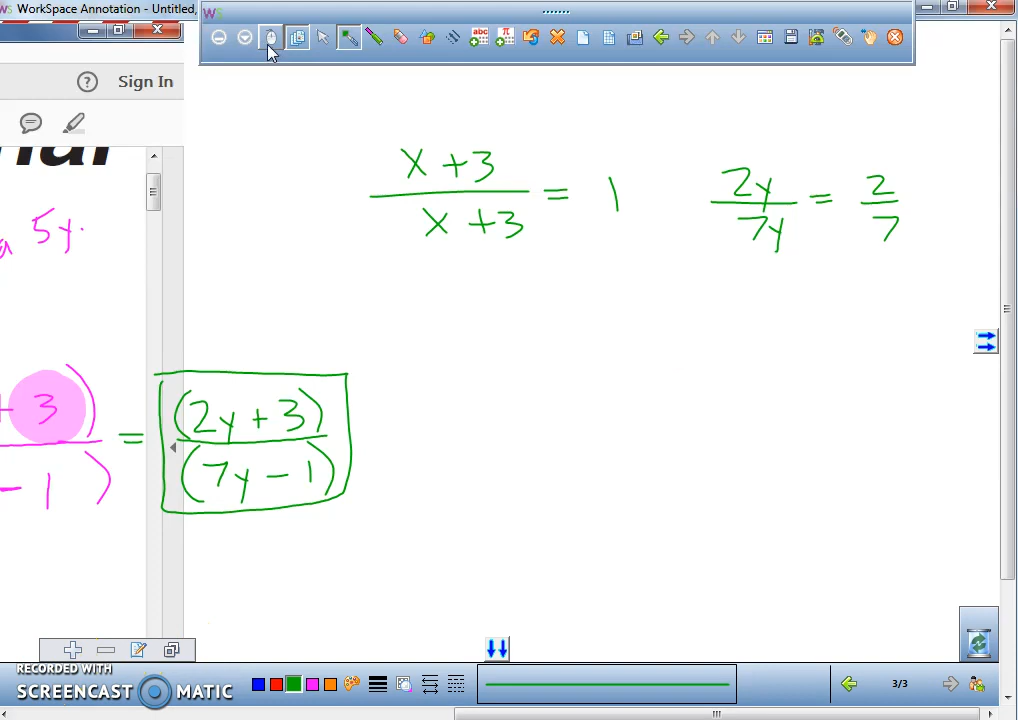 WorkSpace Annotation - Untitled,
Sign In
5y.
x + 3
x + 3
= 1
2y
7y
=
2
7
+ 3)
- 1)
=
(2y + 3)
(7y - 1)
RECORDED WITH
SCREENCAST MATIC
3/3